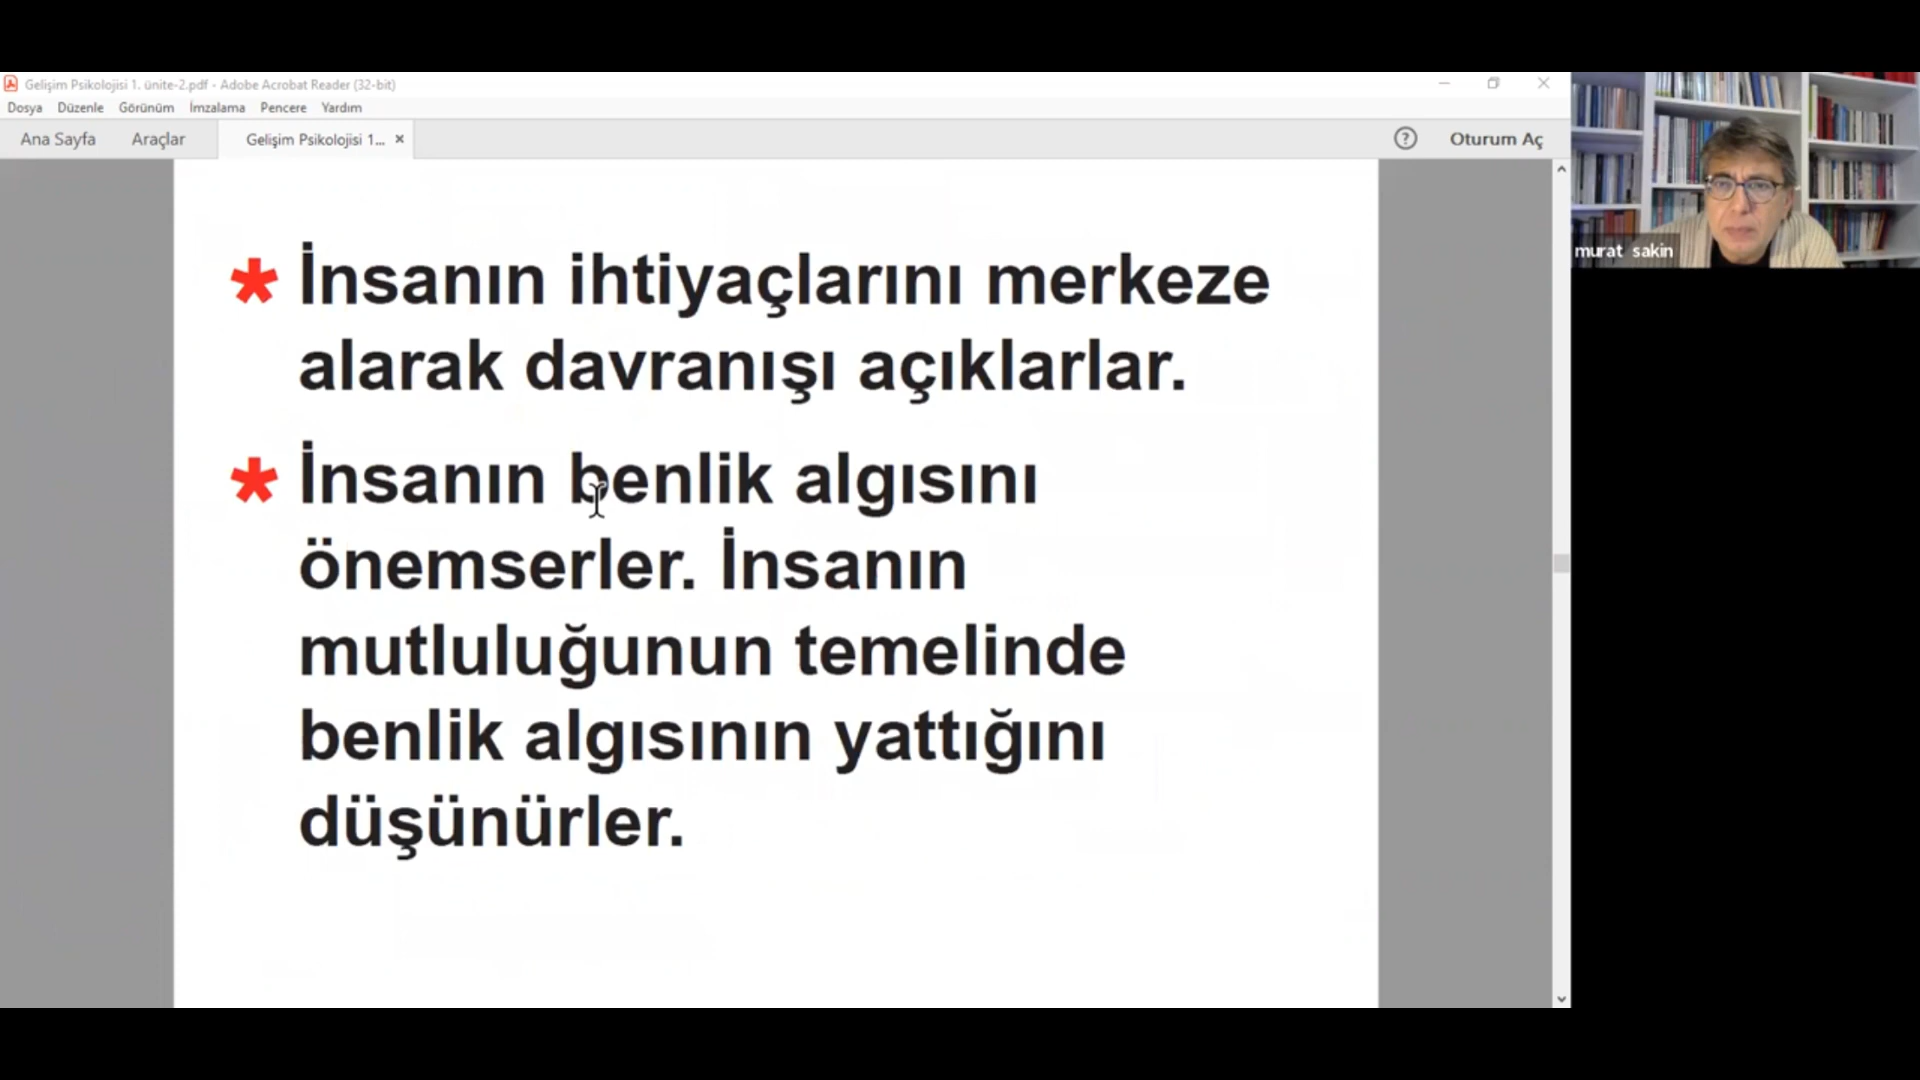 Gelişim Psikolojisi 1. ünite-2.pdf - Adobe Acrobat Reader (32-bit)
Dosya Düzenle Görünüm İmzalama Pencere Yardım
Ana Sayfa Araçlar Gelişim Psikolojisi 1... × ? Oturum Aç
* İnsanın ihtiyaçlarını merkeze
alarak davranışı açıklarlar.
* İnsanın benlik algısını
önemserler. İnsanın
mutluluğunun temelinde
benlik algısının yattığını
düşünürler.
murat sakin